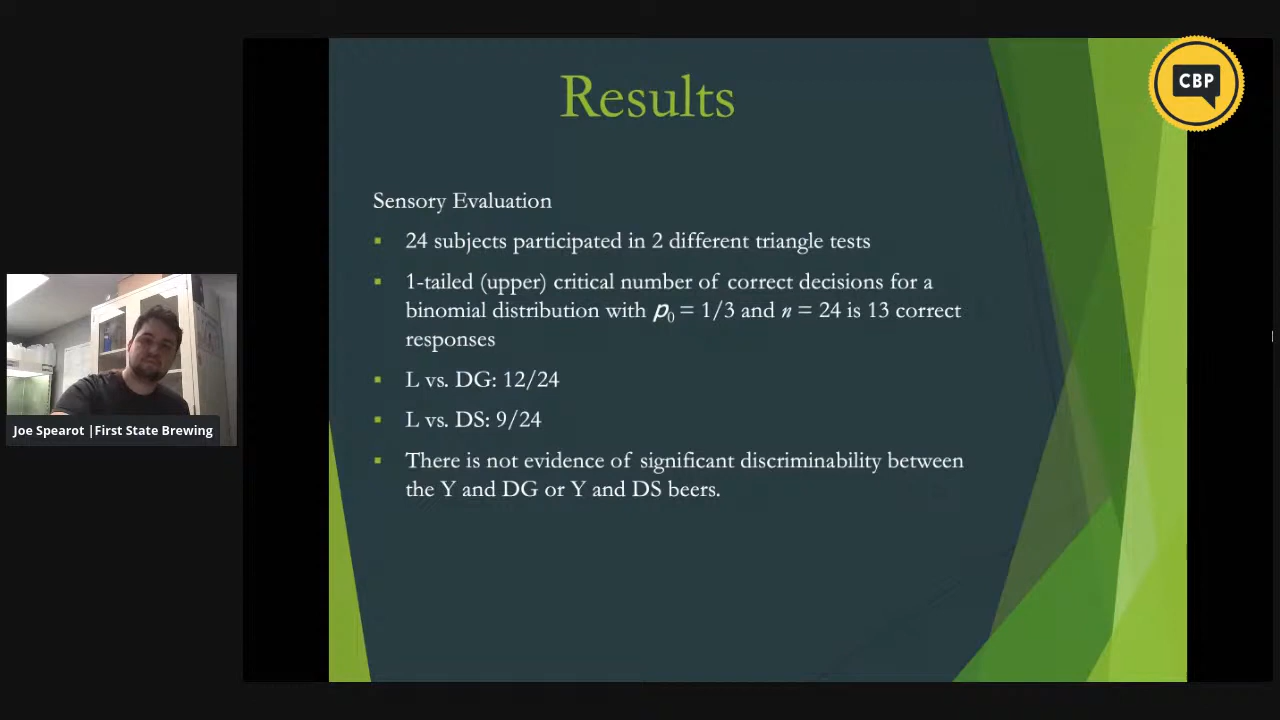 Results
CBP
Sensory Evaluation
24 subjects participated in 2 different triangle tests
1-tailed (upper) critical number of correct decisions for a
binomial distribution with p₀ = 1/3 and n = 24 is 13 correct
responses
L vs. DG: 12/24
L vs. DS: 9/24
There is not evidence of significant discriminability between
the Y and DG or Y and DS beers.
Joe Spearot |First State Brewing